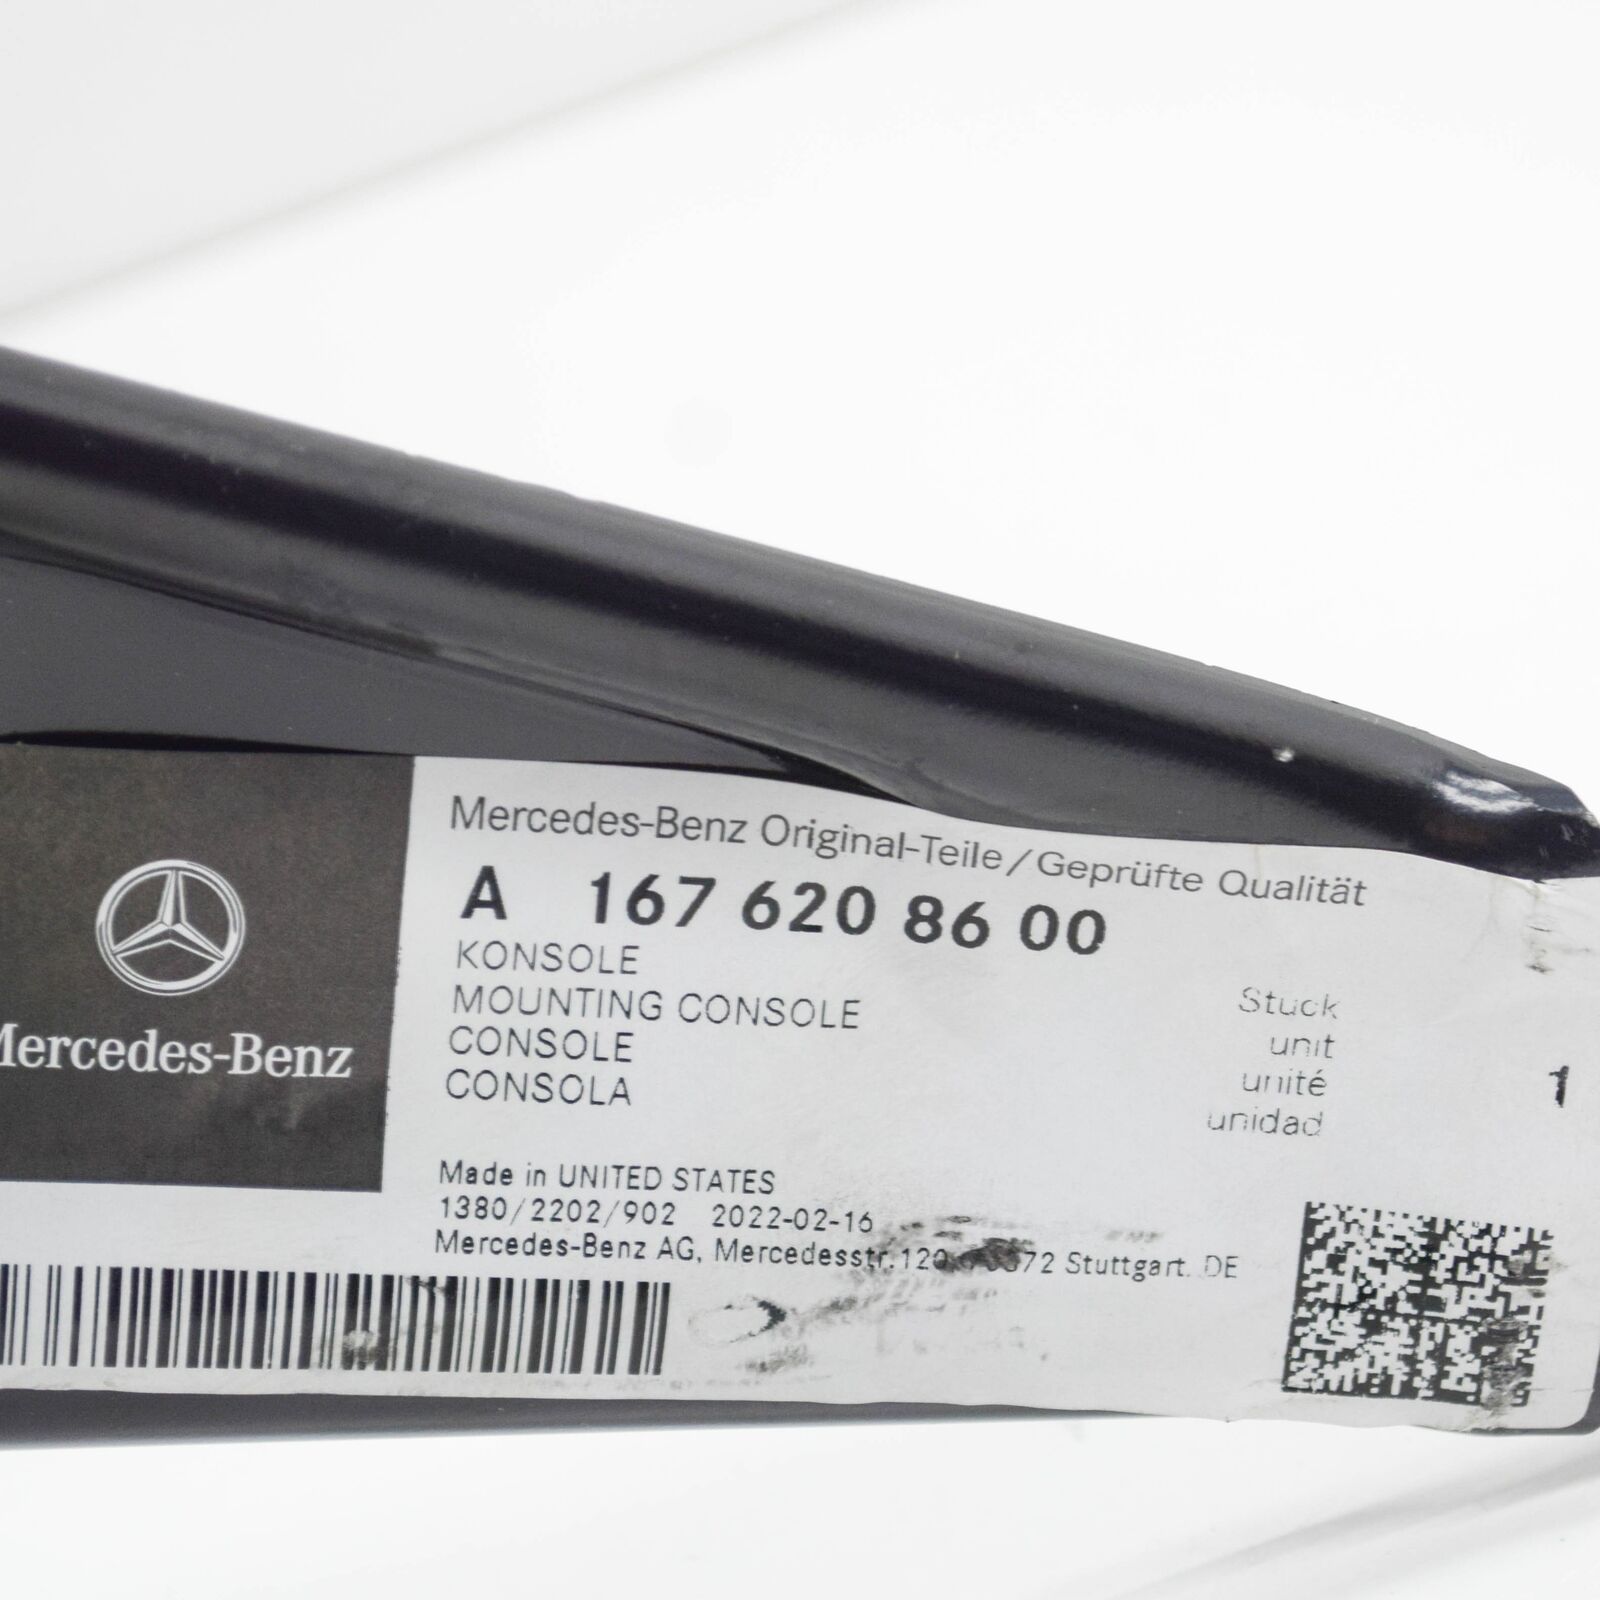 Mercedes-Benz
Mercedes-Benz Original-Teile/Geprüfte Qualität
A 167 620 86 00
KONSOLE
MOUNTING CONSOLE
CONSOLE
CONSOLA
Stück
unit
unité
unidad
1
Made in UNITED STATES
1380/2202/902 2022-02-16
Mercedes-Benz AG, Mercedesstr.120 Stuttgart. DE